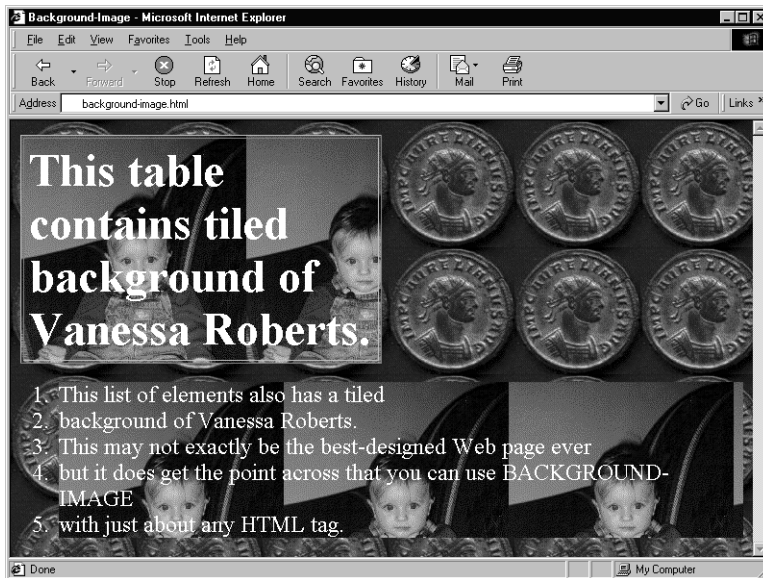 Background-Image - Microsoft Internet Explorer
File Edit View Favorites Tools Help
Back Forward Stop Refresh Home Search Favorites History Mail Print
Address background-image.html Go Links »
This table
contains tiled
background of
Vanessa Roberts.
1. This list of elements also has a tiled
2. background of Vanessa Roberts.
3. This may not exactly be the best-designed Web page ever
4. but it does get the point across that you can use BACKGROUND-
IMAGE
5. with just about any HTML tag.
Done My Computer